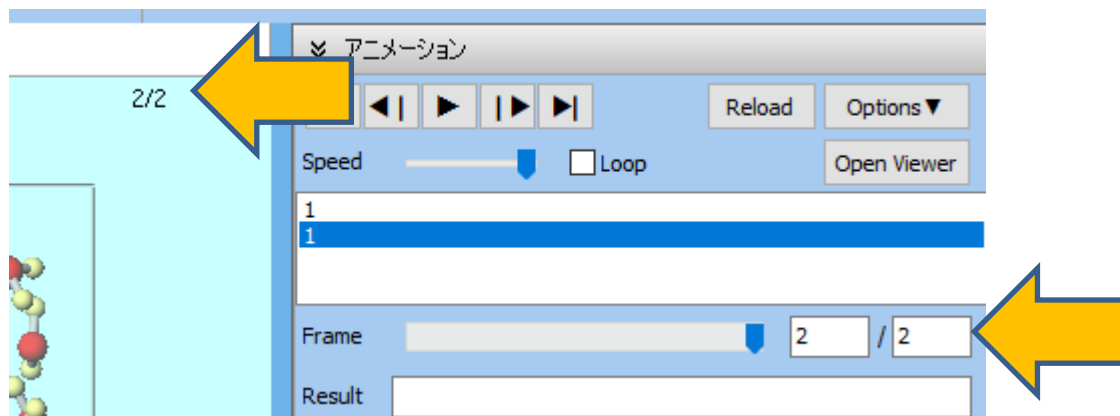 アニメーション
2/2
Reload
Options▼
Speed
Loop
Open Viewer
1
1
Frame
2
/ 2
Result